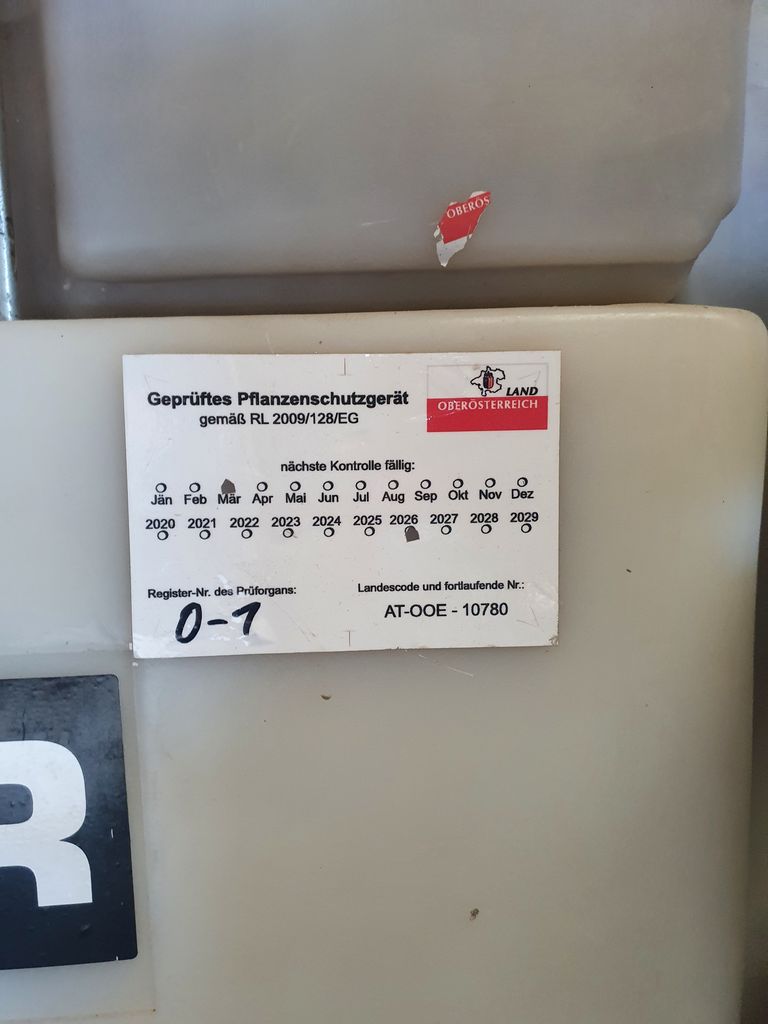 OBERÖS
Geprüftes Pflanzenschutzgerät
gemäß RL 2009/128/EG
LAND
OBERÖSTERREICH
nächste Kontrolle fällig:
Jän Feb Mär Apr Mai Jun Jul Aug Sep Okt Nov Dez
2020 2021 2022 2023 2024 2025 2026 2027 2028 2029
Register-Nr. des Prüforgans:
0-1
Landescode und fortlaufende Nr.:
AT-OOE - 10780
R